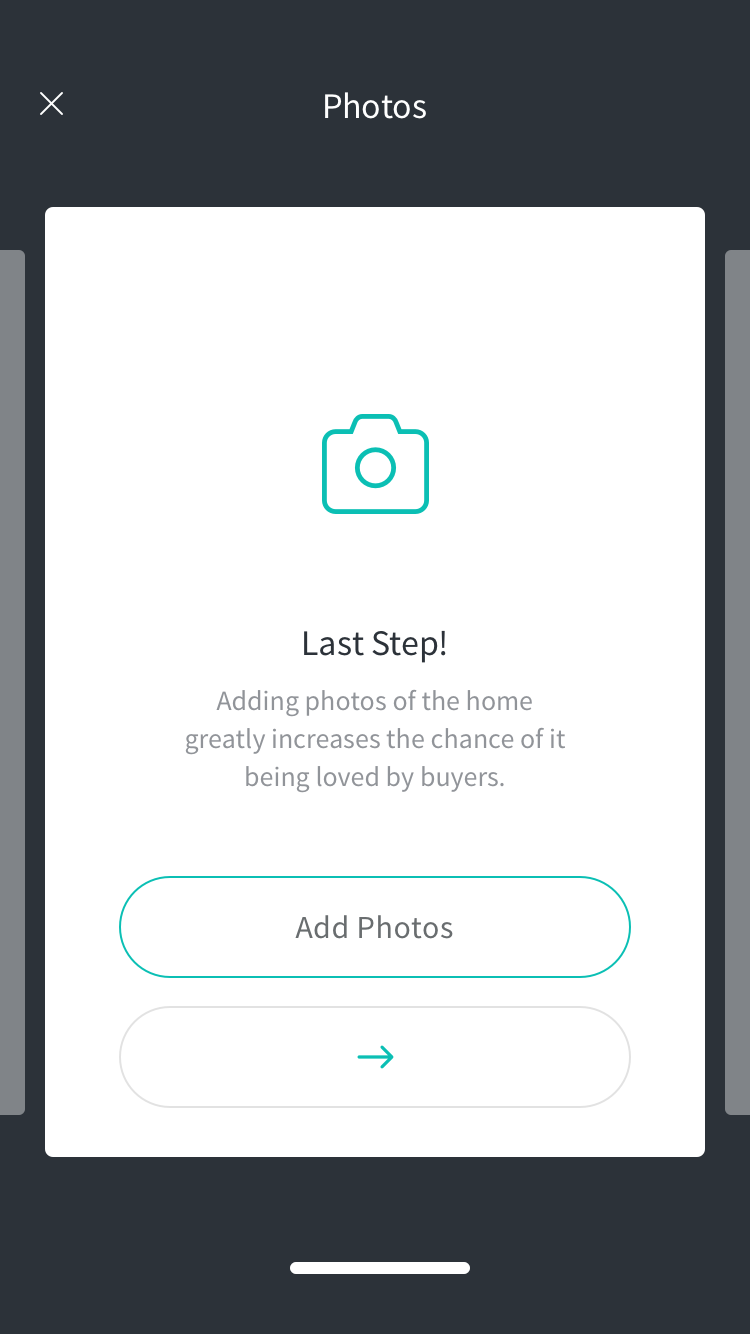 Photos
Last Step!
Adding photos of the home
greatly increases the chance of it
being loved by buyers.
Add Photos